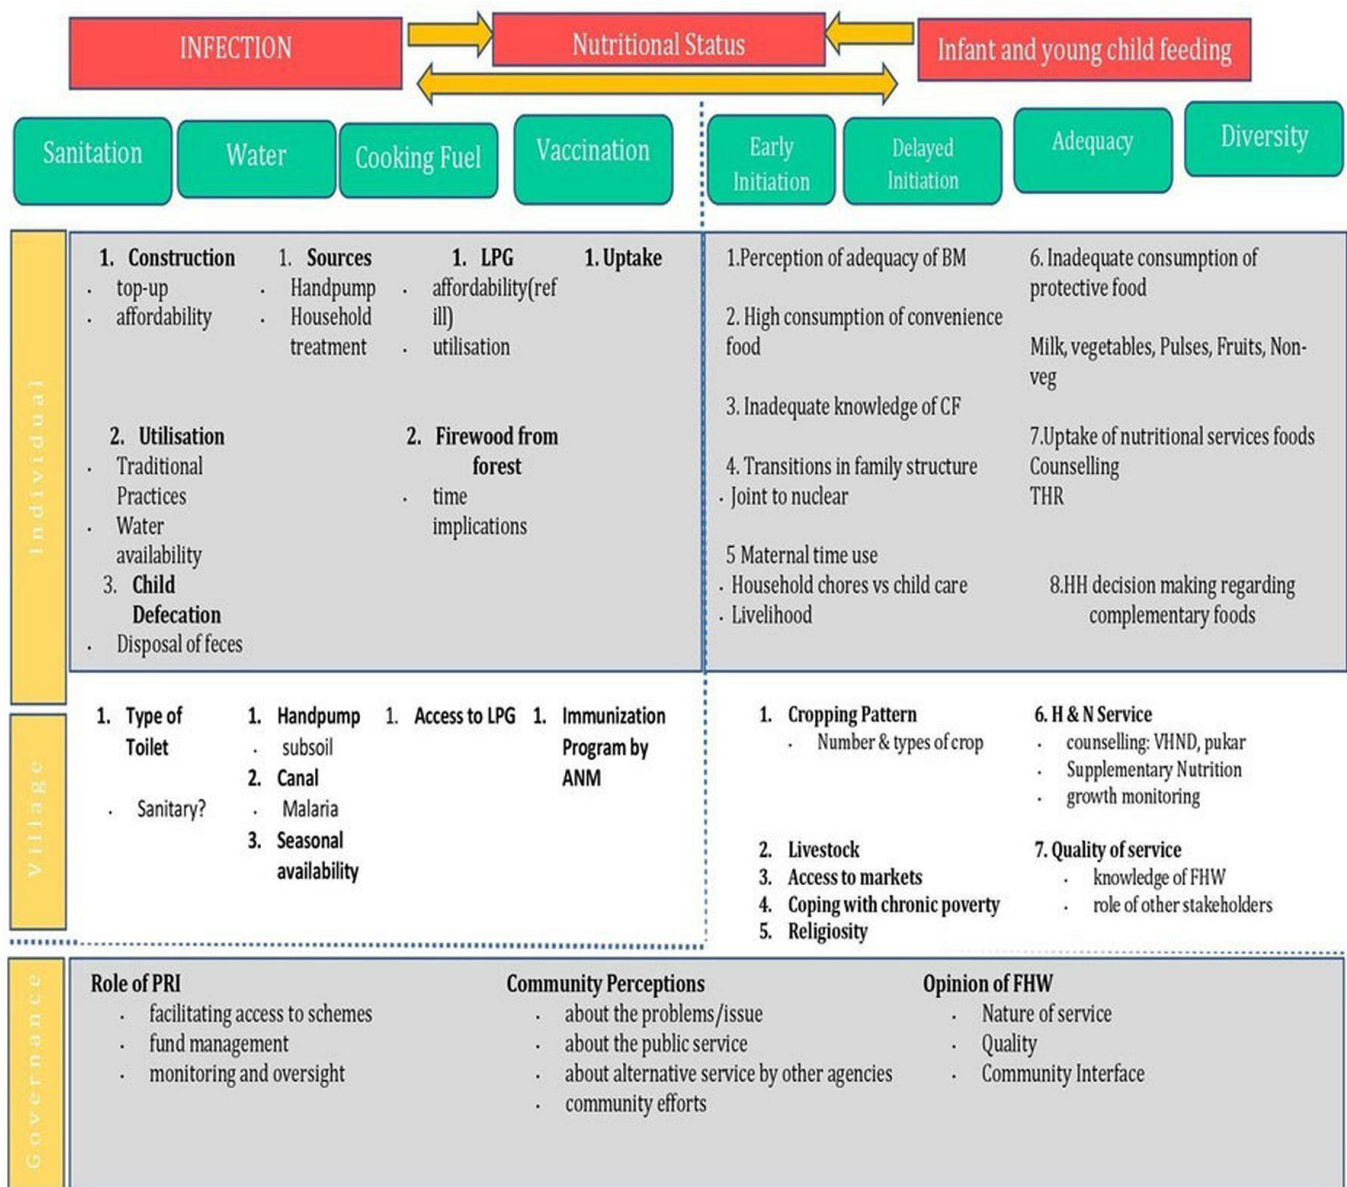 INFECTION
Nutritional Status
Infant and young child feeding
Sanitation
Water
Cooking Fuel
Vaccination
Early
Initiation
Delayed
Initiation
Adequacy
Diversity
Individual
1. Construction
· top-up
· affordability
2. Utilisation
· Traditional
Practices
· Water
availability
3. Child
Defecation
· Disposal of feces
1. Sources
· Handpump
· Household
treatment
1. LPG
· affordability(ref
ill)
· utilisation
2. Firewood from
forest
· time
implications
1. Uptake
1.Perception of adequacy of BM
2. High consumption of convenience
food
3. Inadequate knowledge of CF
4. Transitions in family structure
· Joint to nuclear
5 Maternal time use
· Household chores vs child care
· Livelihood
6. Inadequate consumption of
protective food
Milk, vegetables, Pulses, Fruits, Non-
veg
7.Uptake of nutritional services foods
Counselling
THR
8.HH decision making regarding
complementary foods
Village
1. Type of
Toilet
· Sanitary?
1. Handpump
· subsoil
2. Canal
· Malaria
3. Seasonal
availability
1. Access to LPG
1. Immunization
Program by
ANM
1. Cropping Pattern
· Number & types of crop
2. Livestock
3. Access to markets
4. Coping with chronic poverty
5. Religiosity
6. H & N Service
· counselling: VHND, pukar
· Supplementary Nutrition
· growth monitoring
7. Quality of service
· knowledge of FHW
· role of other stakeholders
Governance
Role of PRI
· facilitating access to schemes
· fund management
· monitoring and oversight
Community Perceptions
· about the problems/issue
· about the public service
· about alternative service by other agencies
· community efforts
Opinion of FHW
· Nature of service
· Quality
· Community Interface